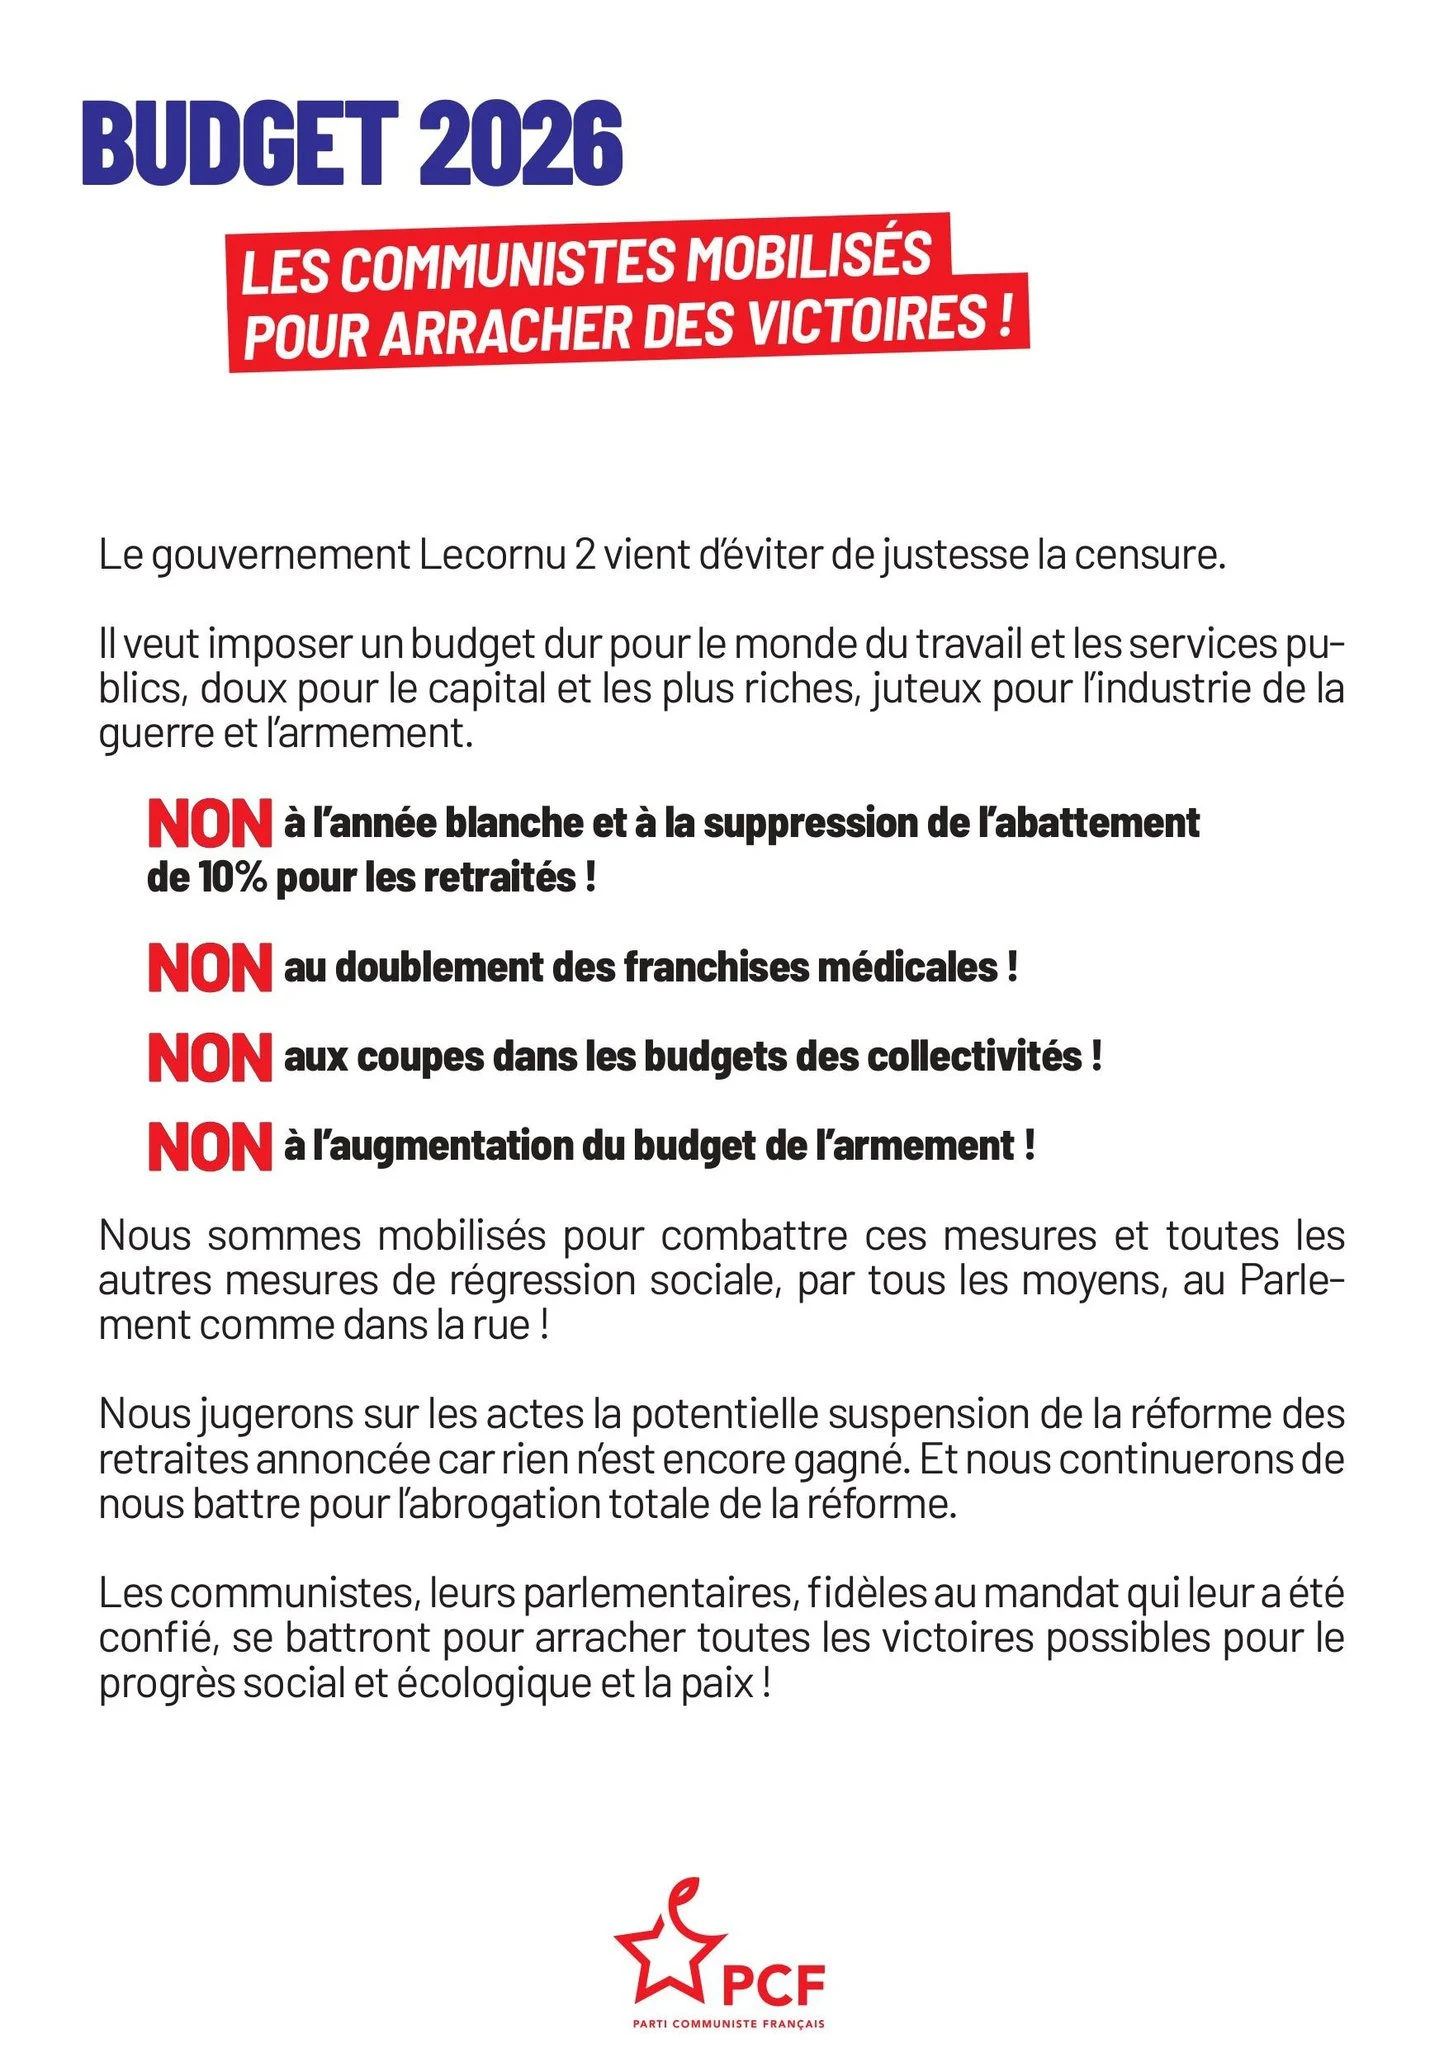 BUDGET 2026
LES COMMUNISTES MOBILISÉS
POUR ARRACHER DES VICTOIRES !
Le gouvernement Lecornu 2 vient d’éviter de justesse la censure.
Il veut imposer un budget dur pour le monde du travail et les services pu-
blics, doux pour le capital et les plus riches, juteux pour l’industrie de la
guerre et l’armement.
NON à l’année blanche et à la suppression de l’abattement
de 10% pour les retraités !
NON au doublement des franchises médicales !
NON aux coupes dans les budgets des collectivités !
NON à l’augmentation du budget de l’armement !
Nous sommes mobilisés pour combattre ces mesures et toutes les
autres mesures de régression sociale, par tous les moyens, au Parle-
ment comme dans la rue !
Nous jugerons sur les actes la potentielle suspension de la réforme des
retraites annoncée car rien n’est encore gagné. Et nous continuerons de
nous battre pour l’abrogation totale de la réforme.
Les communistes, leurs parlementaires, fidèles au mandat qui leur a été
confié, se battront pour arracher toutes les victoires possibles pour le
progrès social et écologique et la paix !
PCF
PARTI COMMUNISTE FRANÇAIS